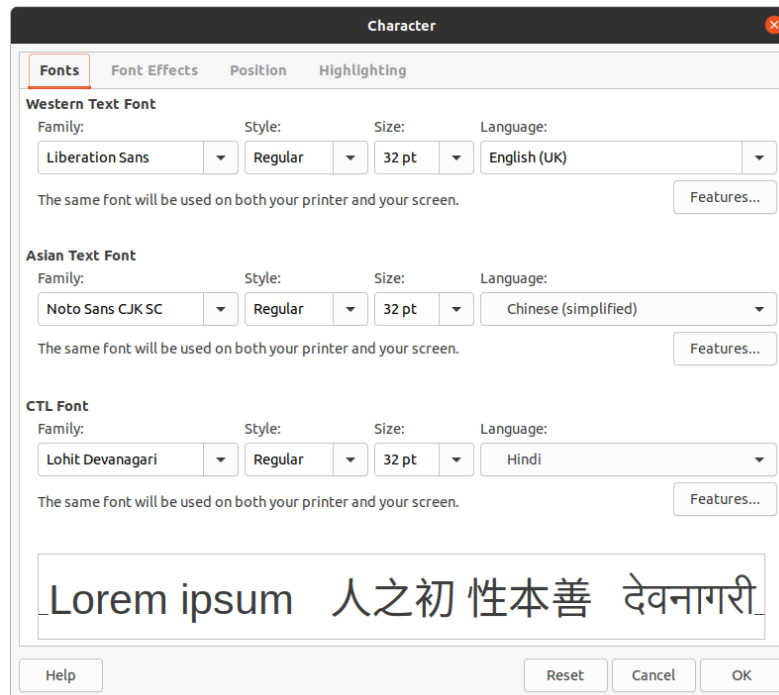 Character
Fonts Font Effects Position Highlighting
Western Text Font
Family: Style: Size: Language:
Liberation Sans Regular 32 pt English (UK)
The same font will be used on both your printer and your screen. Features...
Asian Text Font
Family: Style: Size: Language:
Noto Sans CJK SC Regular 32 pt Chinese (simplified)
The same font will be used on both your printer and your screen. Features...
CTL Font
Family: Style: Size: Language:
Lohit Devanagari Regular 32 pt Hindi
The same font will be used on both your printer and your screen. Features...
Lorem ipsum 人之初 性本善 देवनागरी
Help Reset Cancel OK